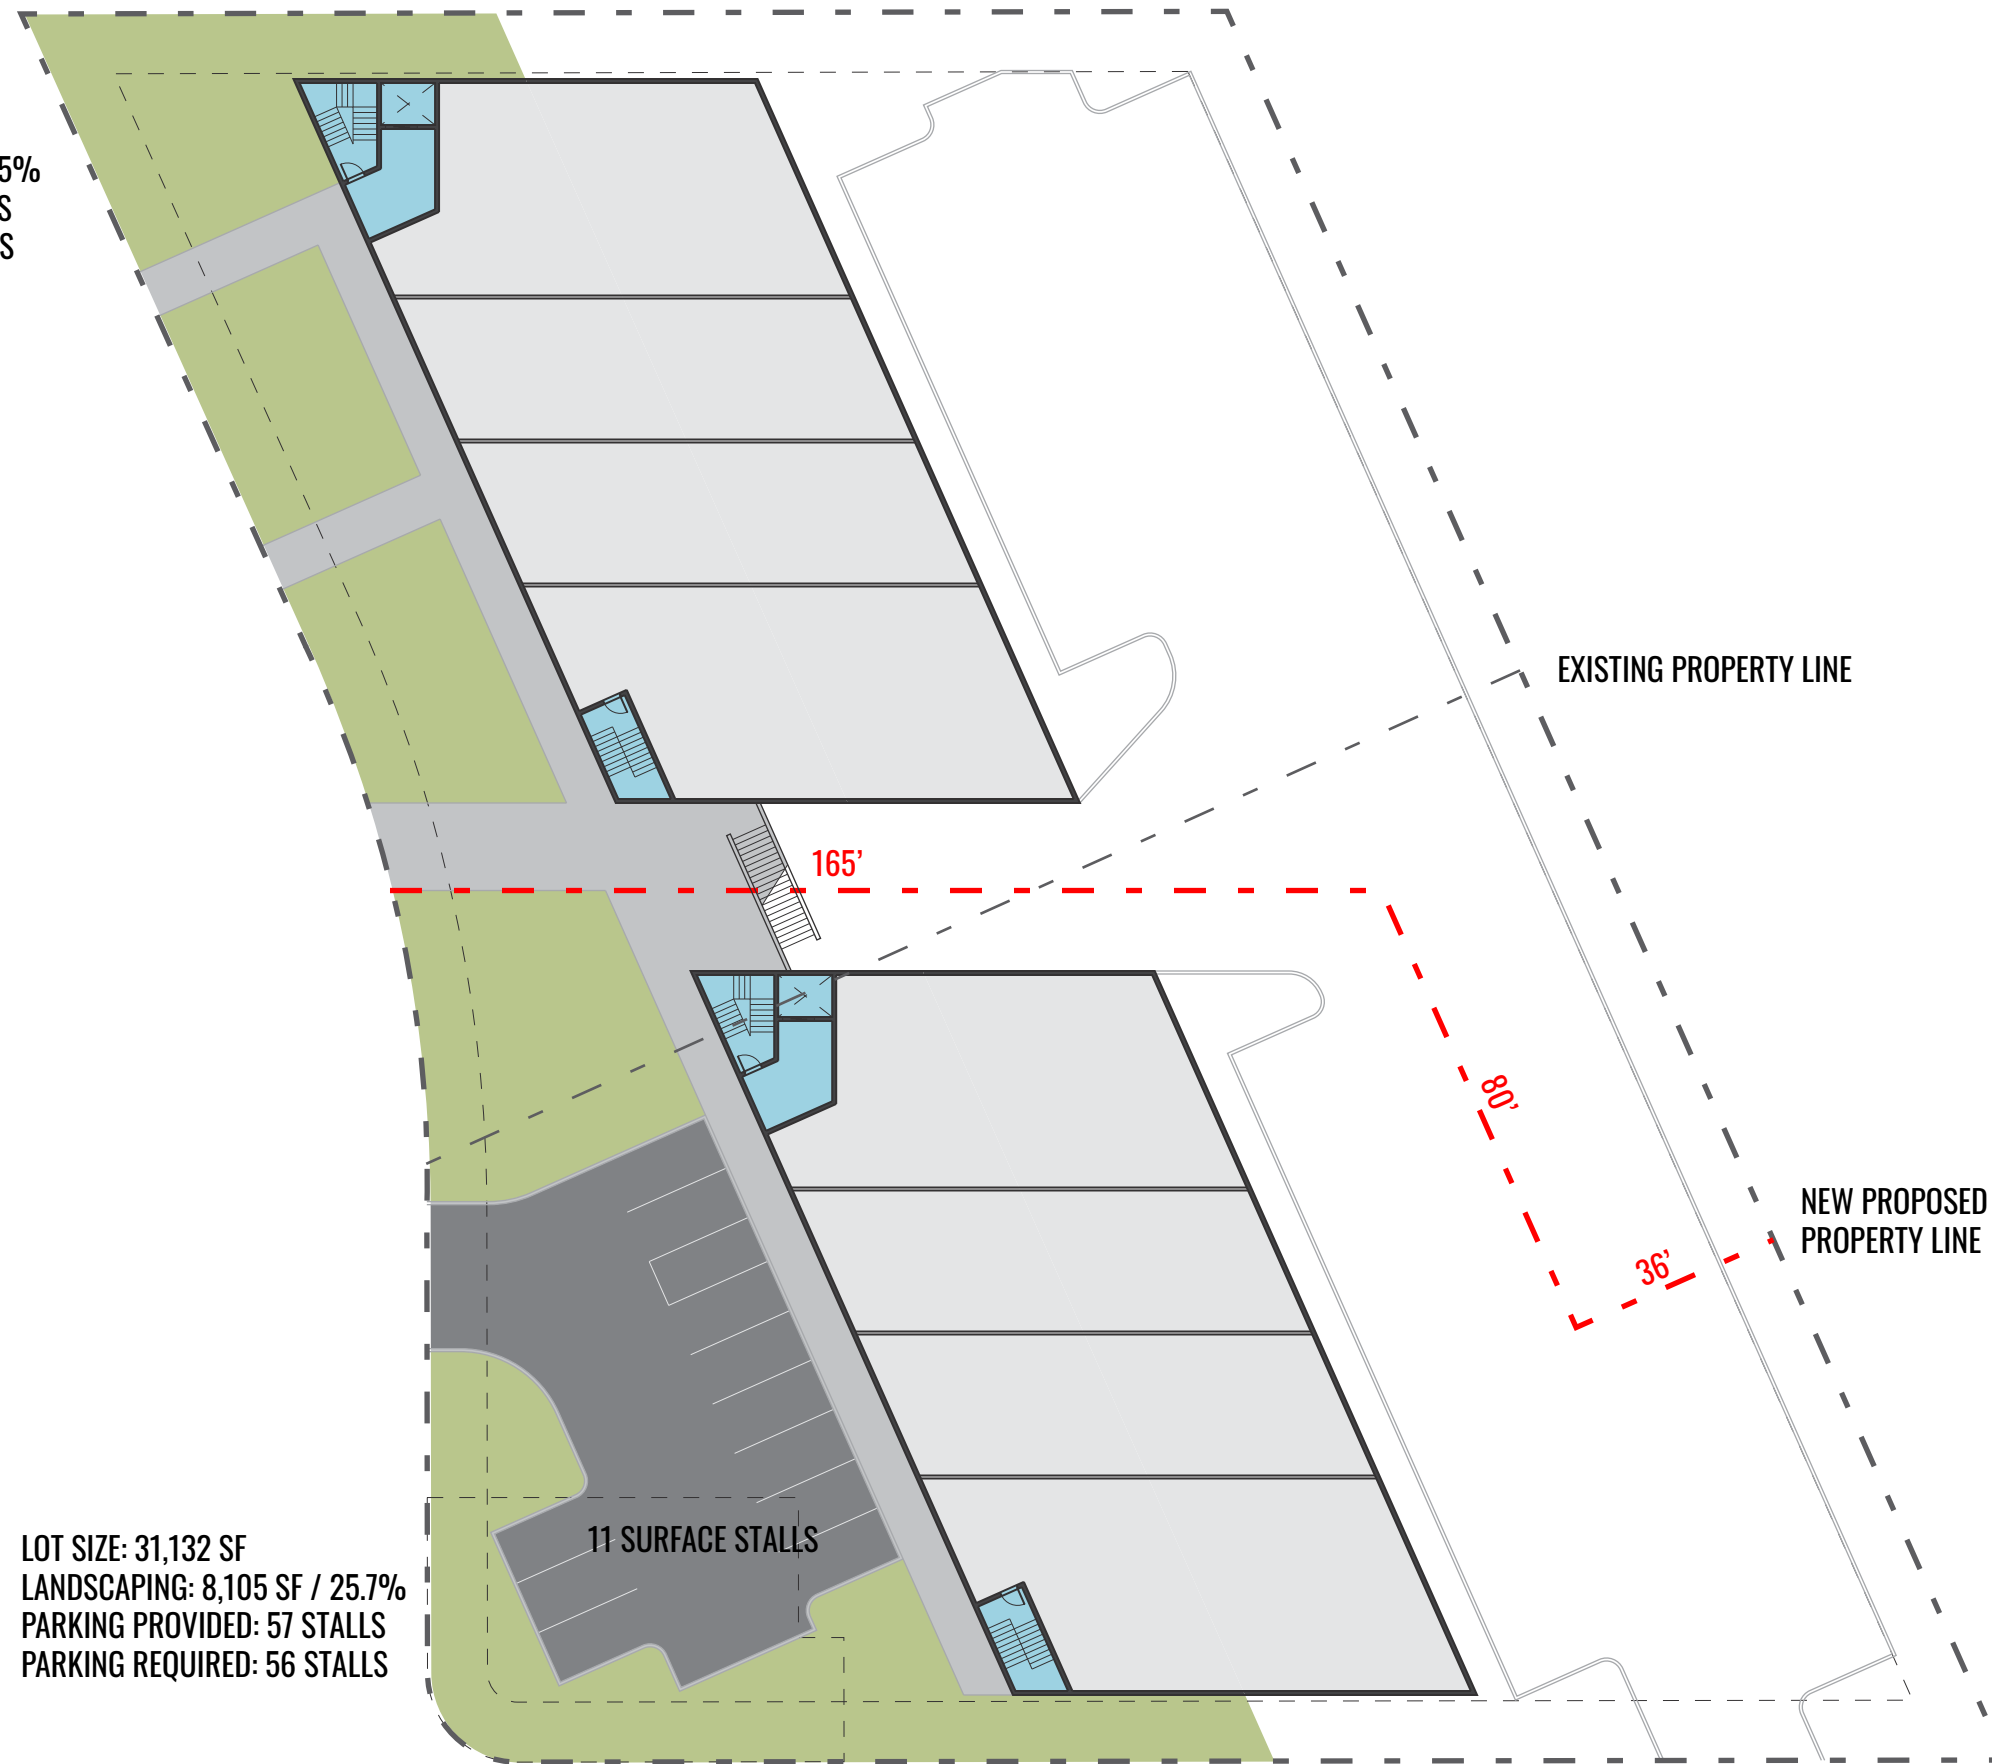 5%
S
S
EXISTING PROPERTY LINE
165’
80’
36’
NEW PROPOSED
PROPERTY LINE
11 SURFACE STALLS
LOT SIZE: 31,132 SF
LANDSCAPING: 8,105 SF / 25.7%
PARKING PROVIDED: 57 STALLS
PARKING REQUIRED: 56 STALLS